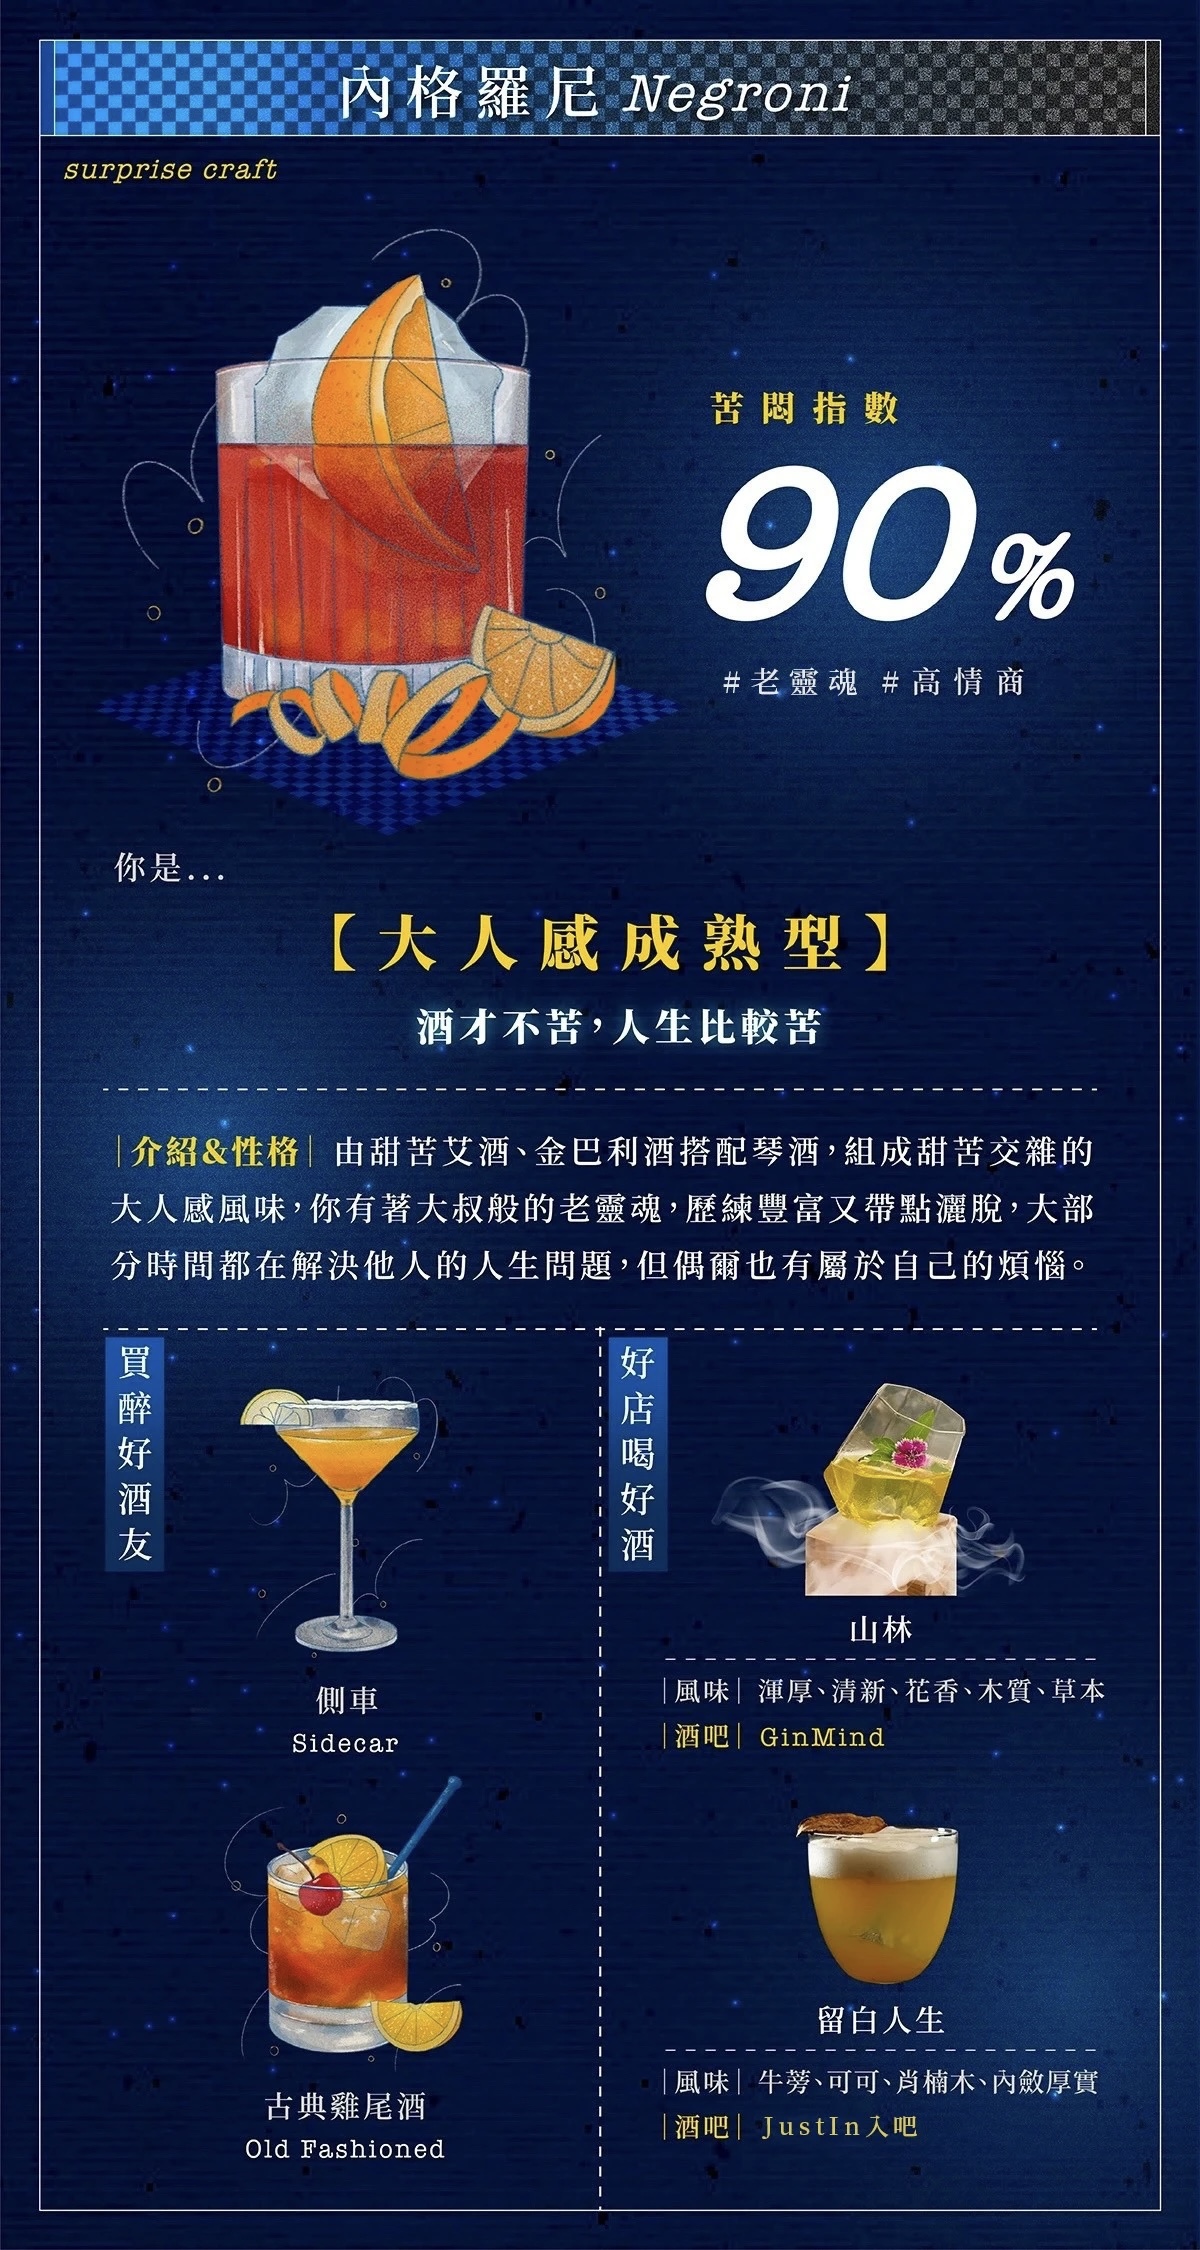 內格羅尼 Negroni
surprise craft
苦悶指數
90%
#老靈魂 #高情商
你是...
【大人感成熟型】
酒才不苦，人生比較苦
|介紹&性格| 由甜苦艾酒、金巴利酒搭配琴酒，組成甜苦交雜的
大人感風味，你有著大叔般的老靈魂，歷練豐富又帶點灑脫，大部
分時間都在解決他人的人生問題，但偶爾也有屬於自己的煩惱。
買醉好酒友
側車
Sidecar
古典雞尾酒
Old Fashioned
好店喝好酒
山林
|風味| 渾厚、清新、花香、木質、草本
|酒吧| GinMind
留白人生
|風味| 牛蒡、可可、肖楠木、內斂厚實
|酒吧| JustIn入吧